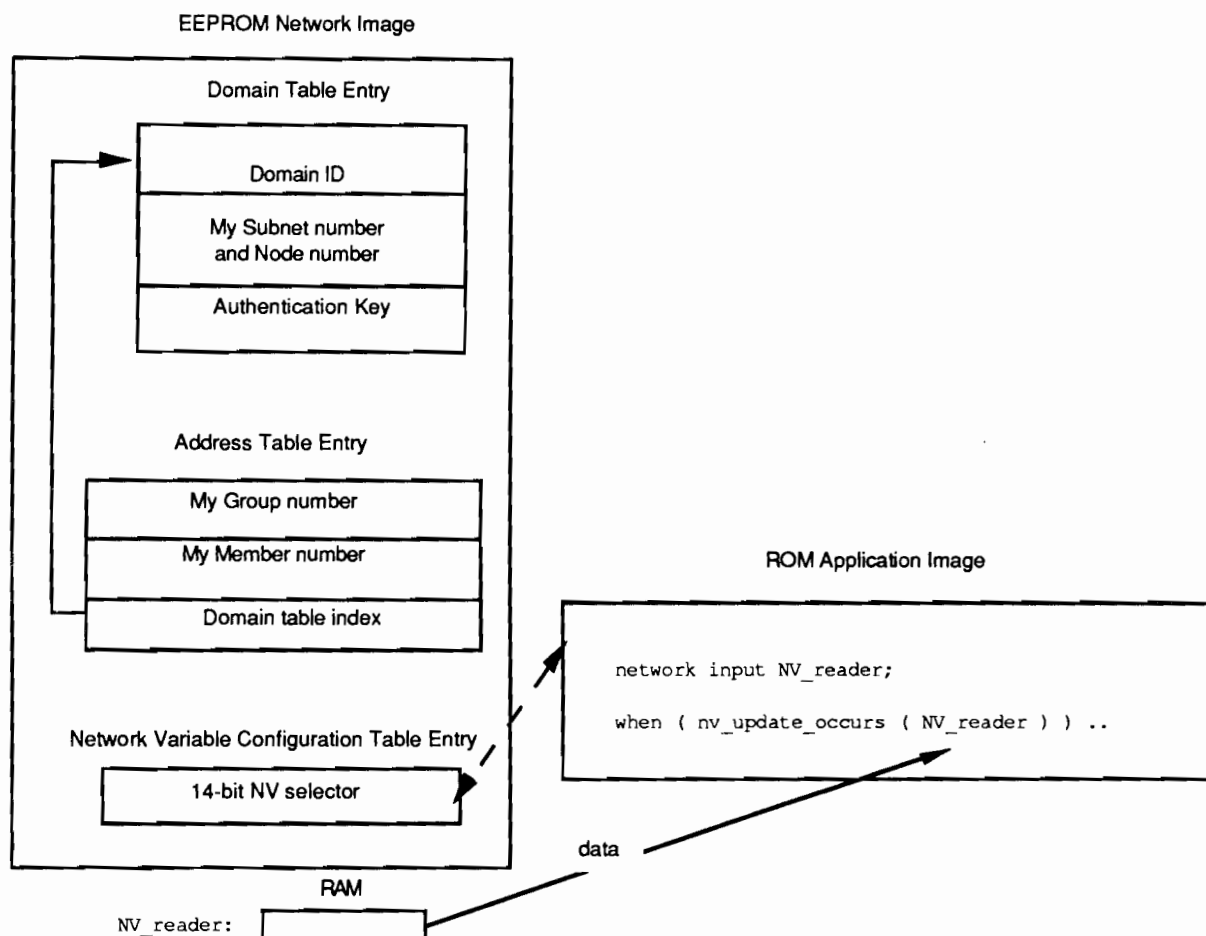 EEPROM Network Image
Domain Table Entry
Domain ID
My Subnet number
and Node number
Authentication Key
Address Table Entry
My Group number
My Member number
Domain table index
Network Variable Configuration Table Entry
14-bit NV selector
ROM Application Image
network input NV_reader;
when ( nv_update_occurs ( NV_reader ) ) ..
data
RAM
NV_reader: